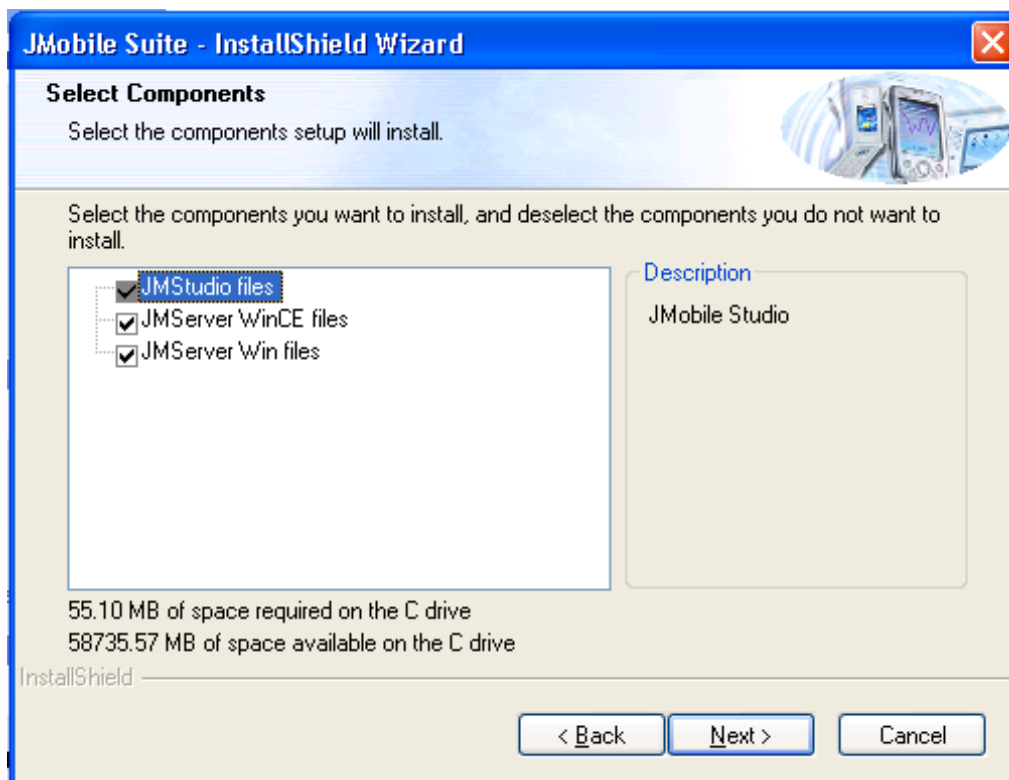 JMobile Suite - InstallShield Wizard
Select Components
Select the components setup will install.
Select the components you want to install, and deselect the components you do not want to
install.
JMStudio files
JMServer WinCE files
JMServer Win files
Description
JMobile Studio
55.10 MB of space required on the C drive
58735.57 MB of space available on the C drive
InstallShield
< Back
Next >
Cancel